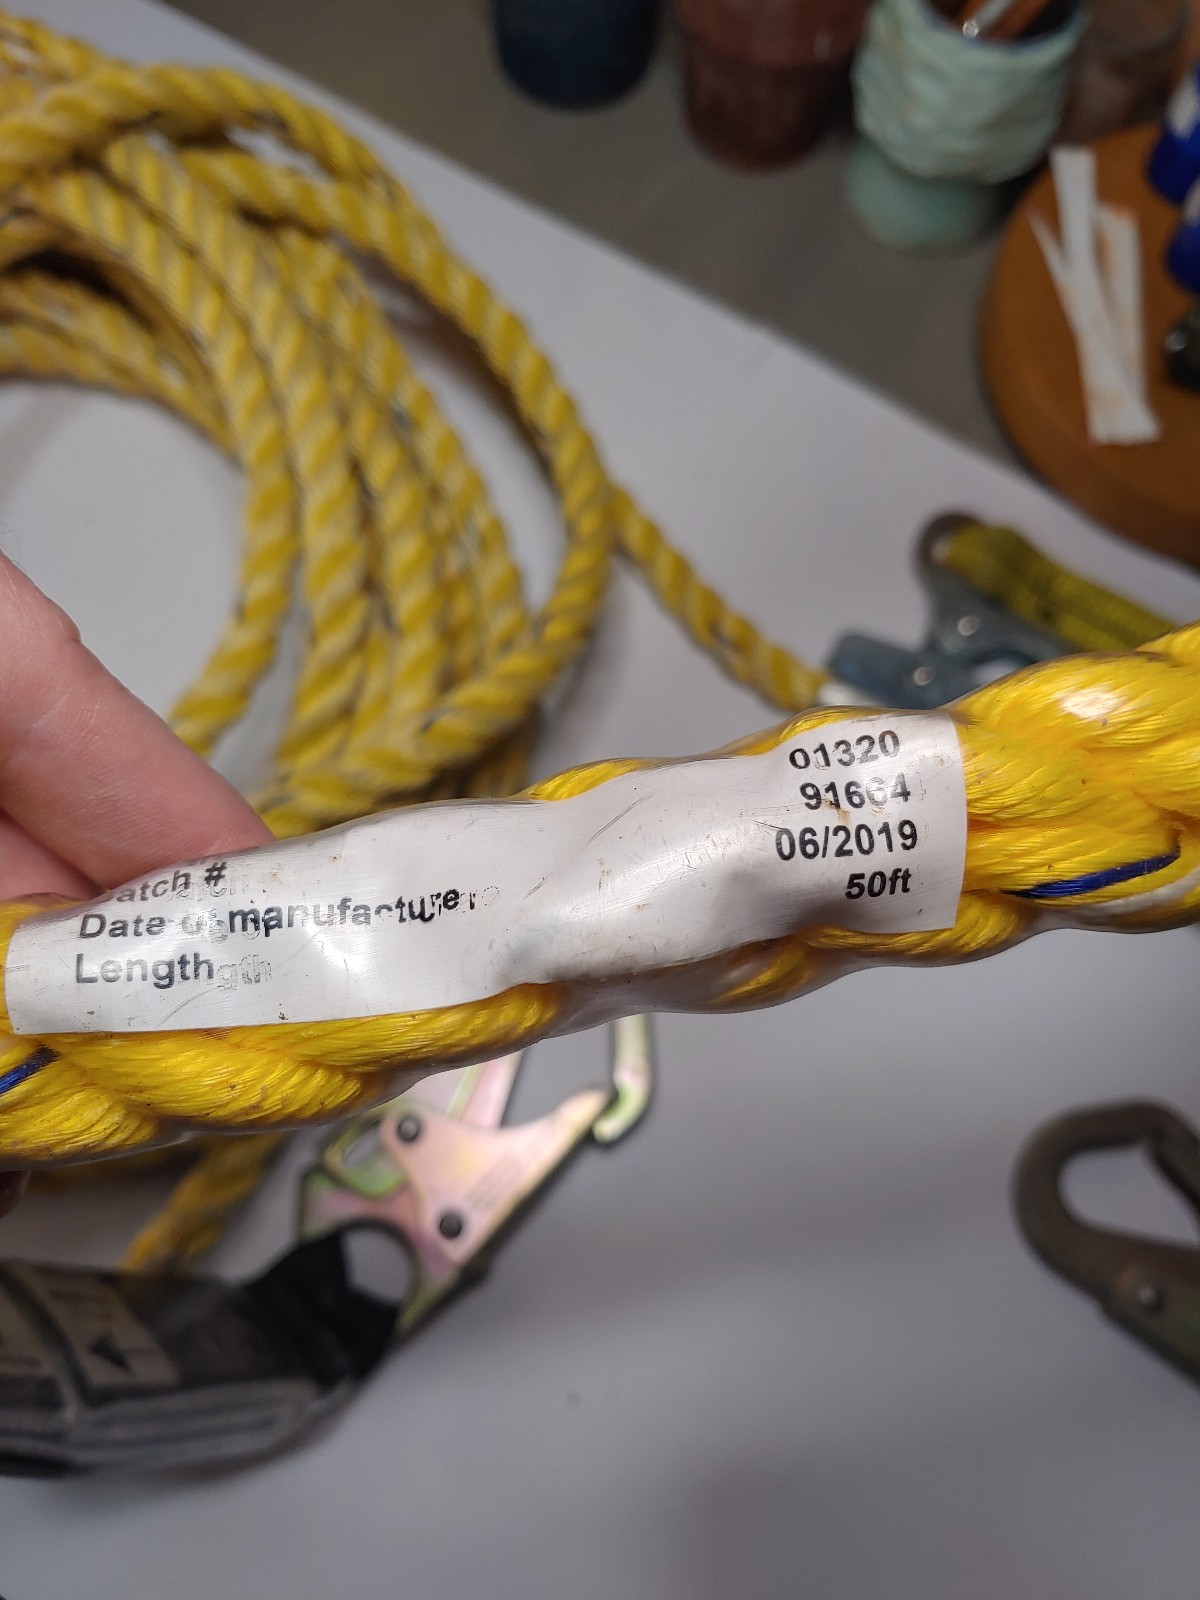 01320
Batch # 91664
Date of manufacture 06/2019
Length 50ft